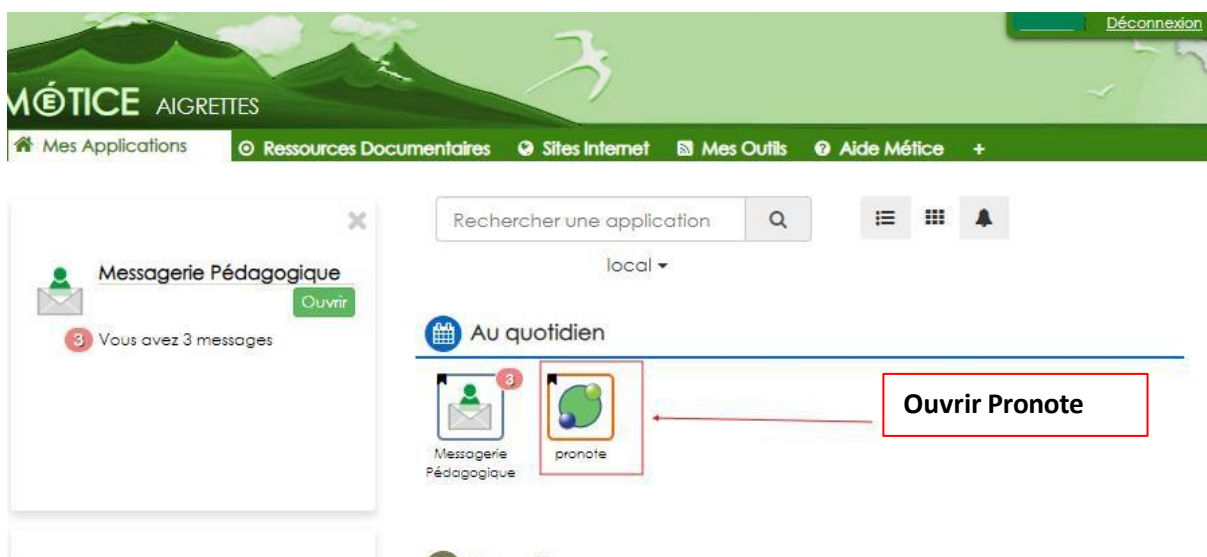 Déconnexion
MÉTICE AIGRETTES
Mes Applications Ressources Documentaires Sites Internet Mes Outils Aide Métice +
Rechercher une application
local
Messagerie Pédagogique
Ouvrir
3 Vous avez 3 messages
Au quotidien
3
Ouvrir Pronote
Messagerie
Pédagogique
pronote